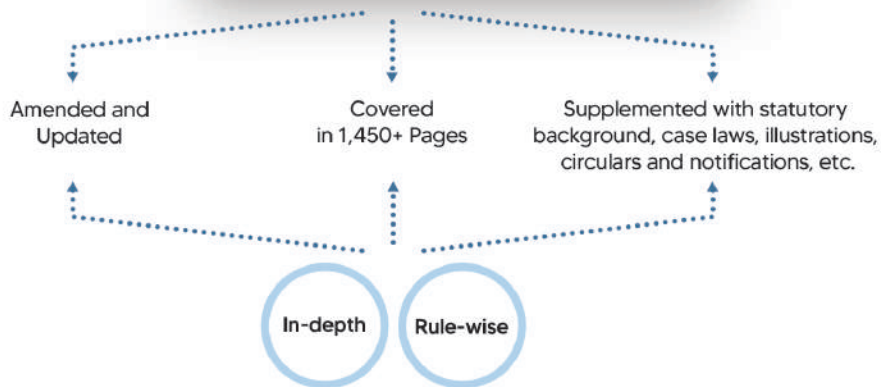 Amended and
Updated
Covered
in 1,450+ Pages
Supplemented with statutory
background, case laws, illustrations,
circulars and notifications, etc.
In-depth
Rule-wise